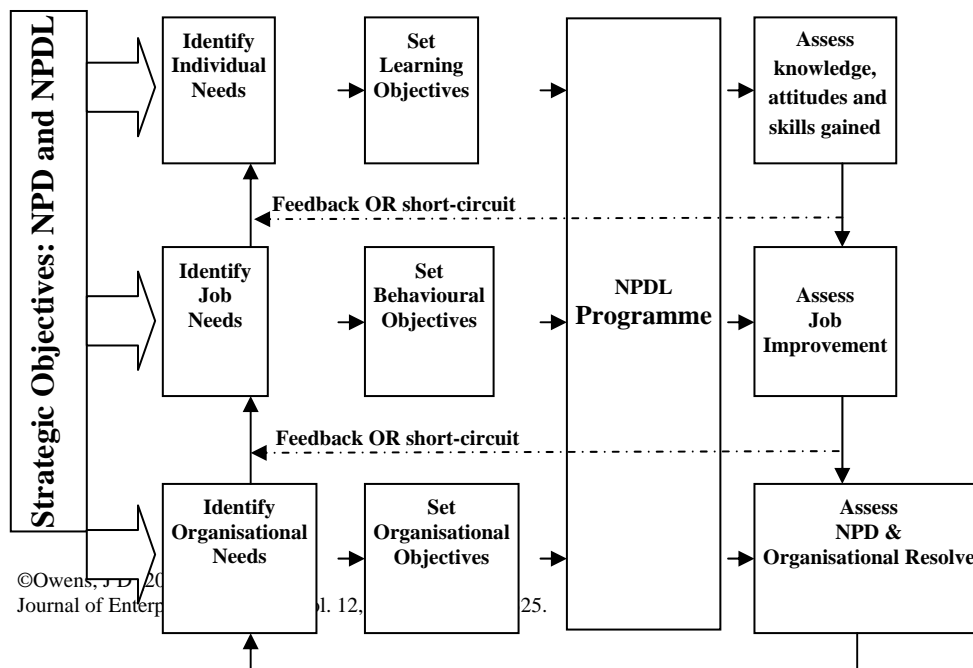 Strategic Objectives: NPD and NPDL
Identify
Individual
Needs
Set
Learning
Objectives
Assess
knowledge,
attitudes and
skills gained
Feedback OR short-circuit
Identify
Job
Needs
Set
Behavioural
Objectives
NPDL
Programme
Assess
Job
Improvement
Feedback OR short-circuit
Identify
Organisational
Needs
Set
Organisational
Objectives
Assess
NPD &
Organisational Resolve
©Owens, J D 20
Journal of Enterp l. 12, 25.